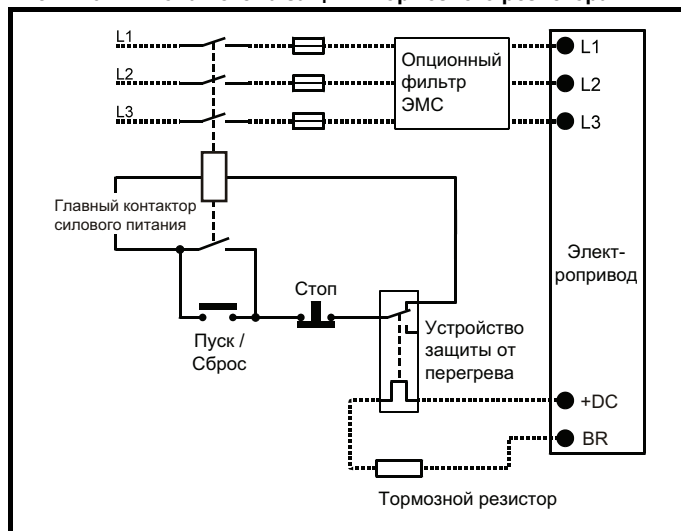 L1
L2
L3
Опционный
фильтр
ЭМС
L1
L2
L3
Главный контактор
силового питания
Элект-
ропривод
Стоп
Пуск /
Сброс
Устройство
защиты от
перегрева
+DC
BR
Тормозной резистор